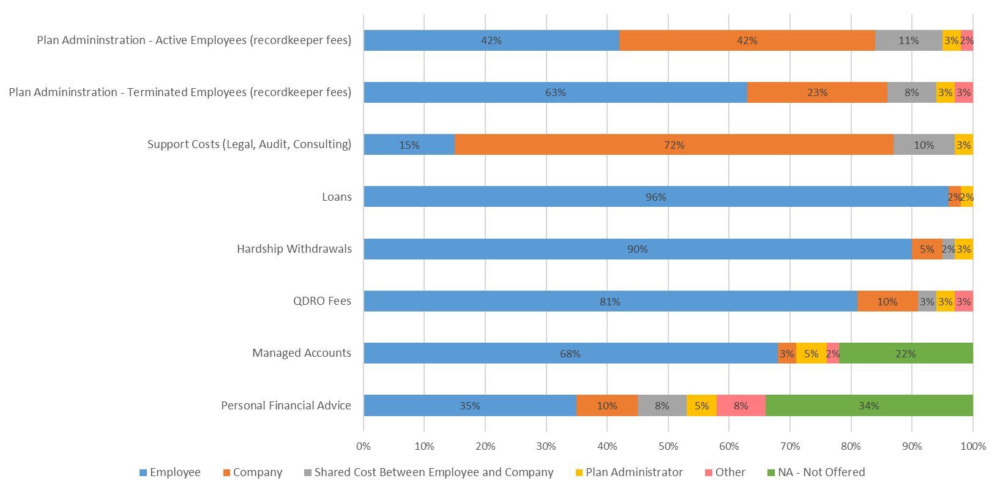 Plan Admininstration - Active Employees (recordkeeper fees) 42% 42% 11% 3% 2%
Plan Admininstration - Terminated Employees (recordkeeper fees) 63% 23% 8% 3% 3%
Support Costs (Legal, Audit, Consulting) 15% 72% 10% 3%
Loans 96% 2% 2%
Hardship Withdrawals 90% 5% 2% 3%
QDRO Fees 81% 10% 3% 3% 3%
Managed Accounts 68% 3% 5% 2% 22%
Personal Financial Advice 35% 10% 8% 5% 8% 34%
0% 10% 20% 30% 40% 50% 60% 70% 80% 90% 100%
Employee Company Shared Cost Between Employee and Company Plan Administrator Other NA - Not Offered